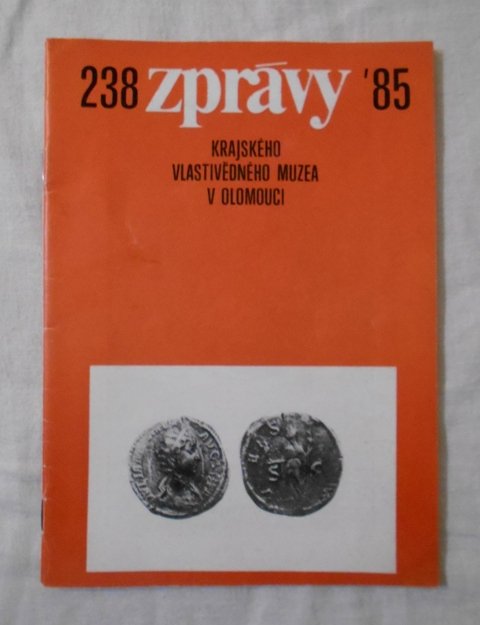 238 zprávy '85
KRAJSKÉHO
VLASTIVĚDNÉHO MUZEA
V OLOMOUCI